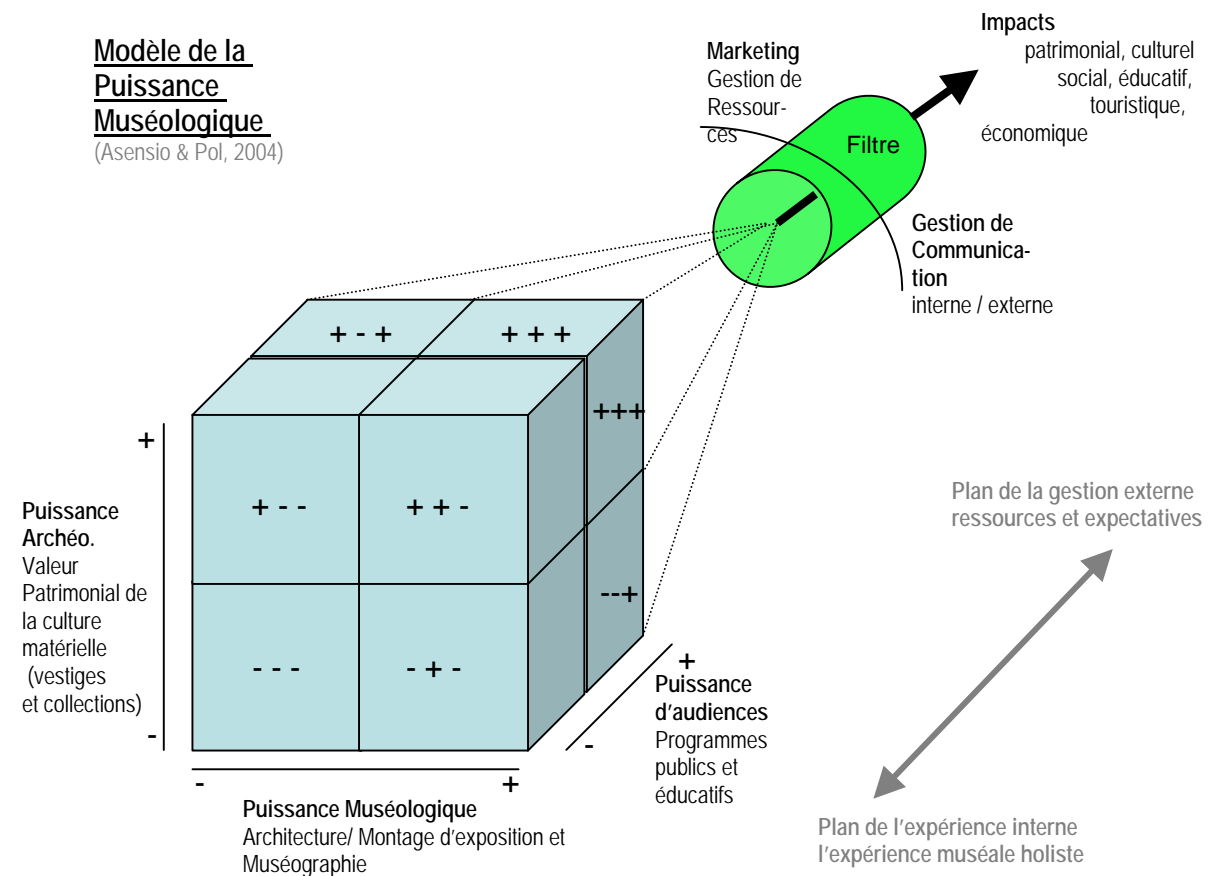 Modèle de la
Puissance
Muséologique
(Asensio & Pol, 2004)
Marketing
Gestion de
Ressour-
ces
Impacts
patrimonial, culturel
social, éducatif,
touristique,
économique
Filtre
Gestion de
Communica-
tion
interne / externe
+ - +
+ + +
+++
+ - -
+ + -
--+
- - -
- + -
+
Puissance
Archéo.
Valeur
Patrimonial de
la culture
matérielle
(vestiges
et collections)
-
- +
Puissance Muséologique
Architecture/ Montage d'exposition et
Muséographie
+
Puissance
d'audiences
-
Programmes
publics et
éducatifs
Plan de la gestion externe
ressources et expectatives
Plan de l'expérience interne
l'expérience muséale holiste